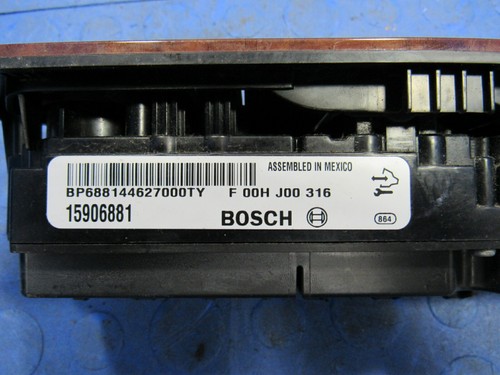 ASSEMBLED IN MEXICO
BP688144627000TY F 00H J00 316
15906881 BOSCH
864